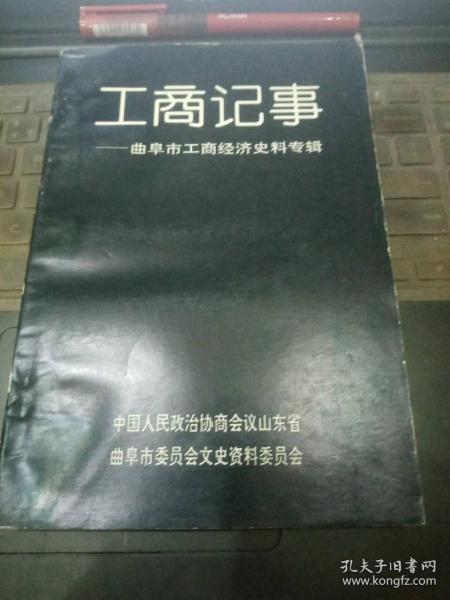 工商记事
——曲阜市工商经济史料专辑
中国人民政治协商会议山东省
曲阜市委员会文史资料委员会
孔夫子旧书网
www.kongfz.com